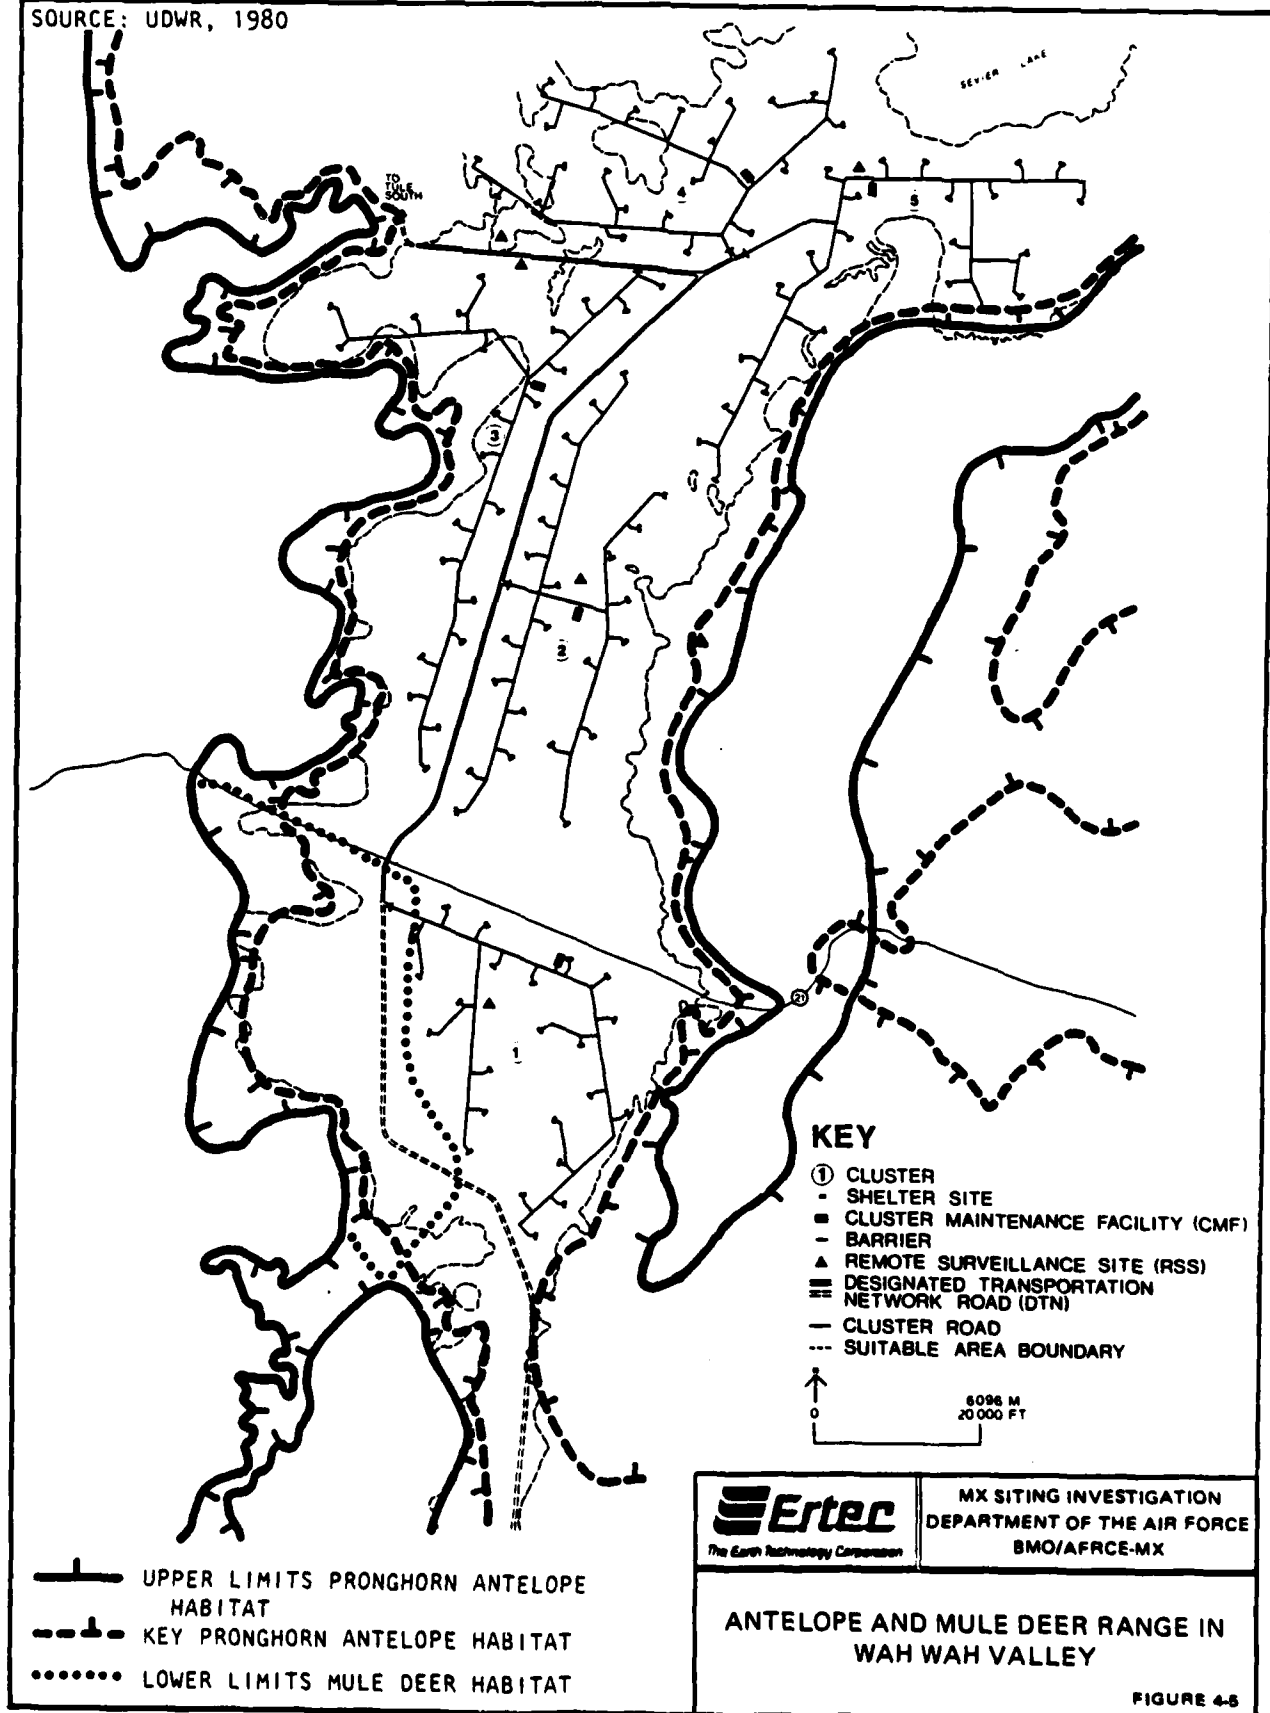 SOURCE: UDWR, 1980
SEVIER LAKE
TO
TULE
SOUTH
5
3
2
21
1
KEY
1 CLUSTER
SHELTER SITE
CLUSTER MAINTENANCE FACILITY (CMF)
BARRIER
REMOTE SURVEILLANCE SITE (RSS)
DESIGNATED TRANSPORTATION
NETWORK ROAD (DTN)
CLUSTER ROAD
SUITABLE AREA BOUNDARY
6096 M
0 20 000 FT
Ertec
The Earth Technology Corporation
MX SITING INVESTIGATION
DEPARTMENT OF THE AIR FORCE
BMO/AFRCE-MX
UPPER LIMITS PRONGHORN ANTELOPE
HABITAT
KEY PRONGHORN ANTELOPE HABITAT
LOWER LIMITS MULE DEER HABITAT
ANTELOPE AND MULE DEER RANGE IN
WAH WAH VALLEY